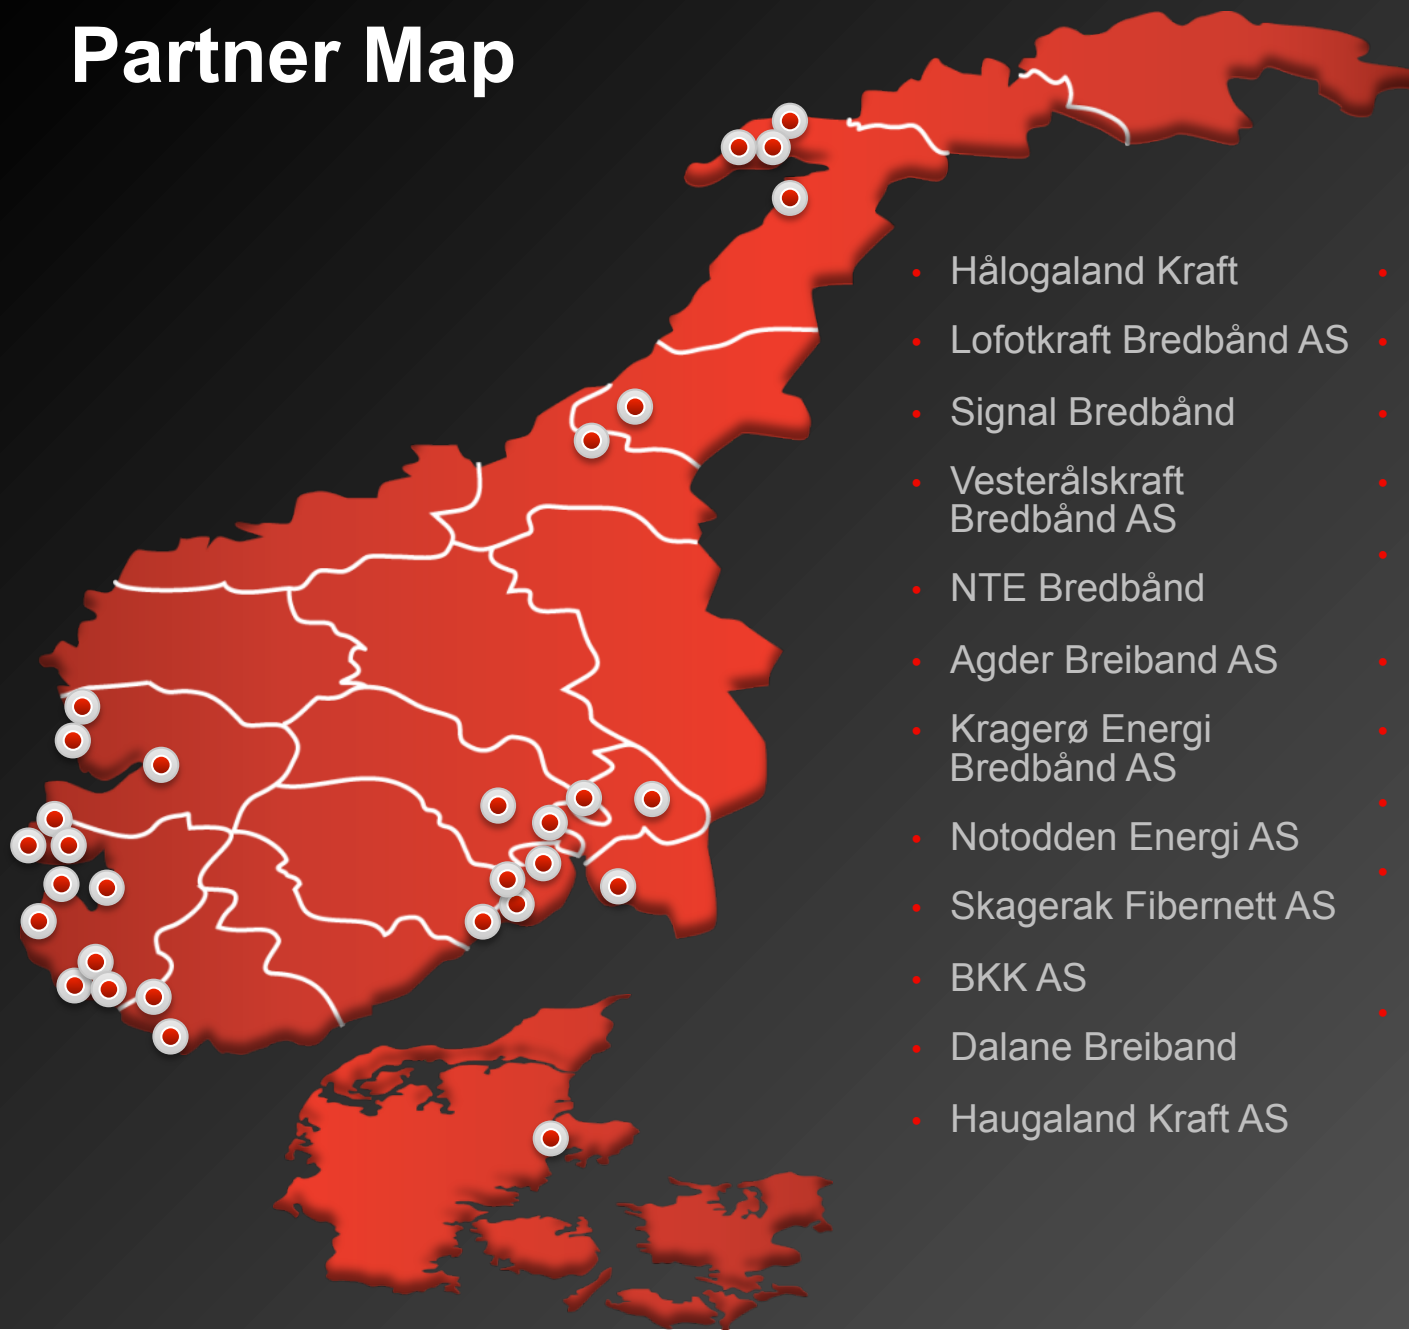 Partner Map
• Hålogaland Kraft
• Lofotkraft Bredbånd AS
• Signal Bredbånd
• Vesterålskraft
Bredbånd AS
• NTE Bredbånd
• Agder Breiband AS
• Kragerø Energi
Bredbånd AS
• Notodden Energi AS
• Skagerak Fibernett AS
• BKK AS
• Dalane Breiband
• Haugaland Kraft AS